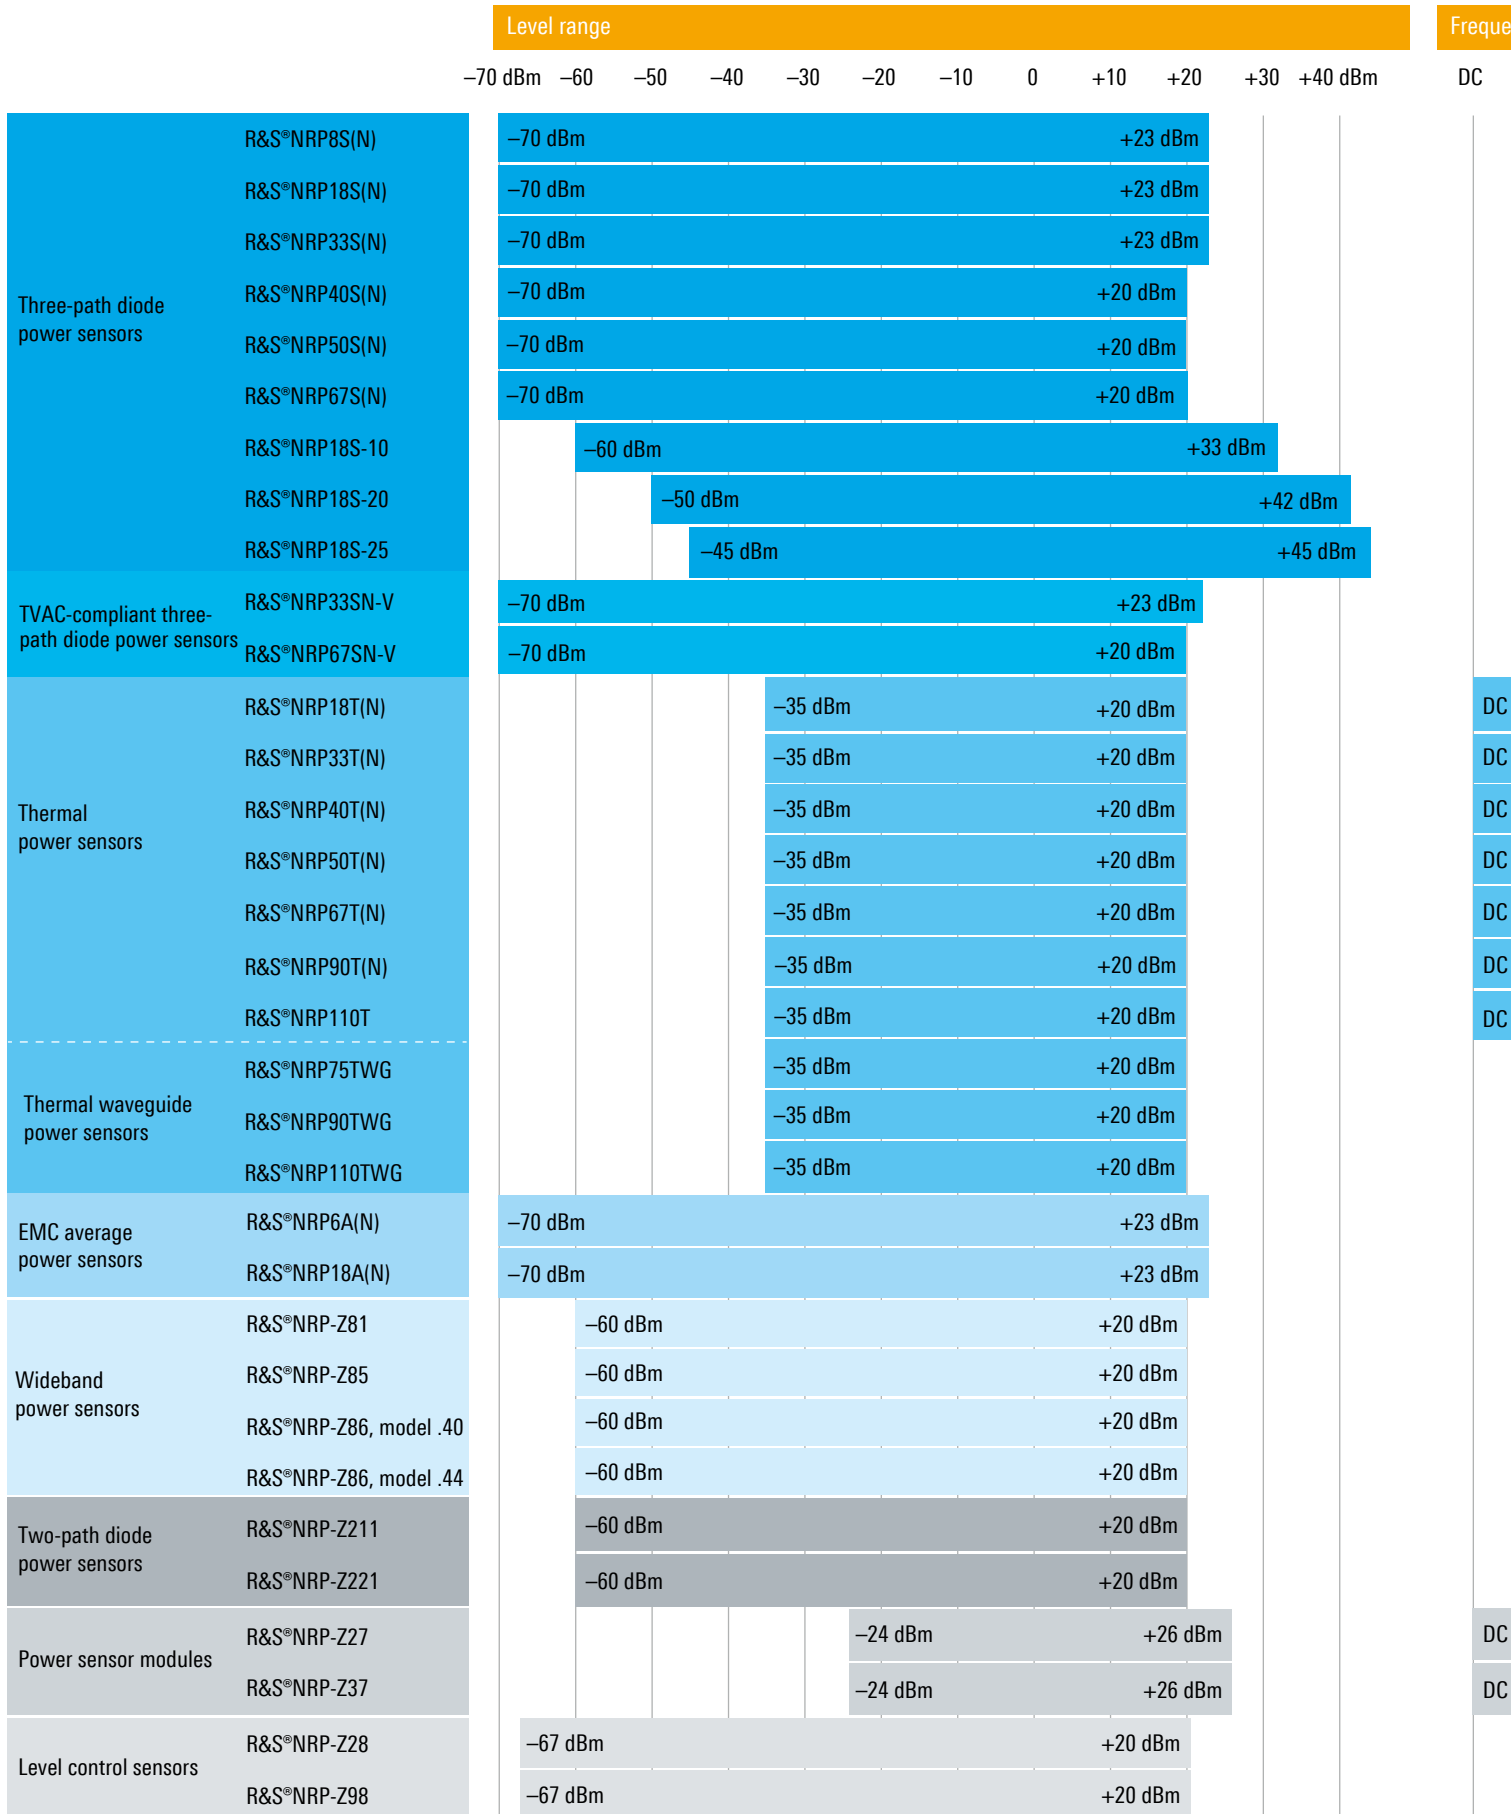 Level range
Freque
–70 dBm –60 –50 –40 –30 –20 –10 0 +10 +20 +30 +40 dBm DC
Three-path diode
power sensors
R&S®NRP8S(N) –70 dBm +23 dBm
R&S®NRP18S(N) –70 dBm +23 dBm
R&S®NRP33S(N) –70 dBm +23 dBm
R&S®NRP40S(N) –70 dBm +20 dBm
R&S®NRP50S(N) –70 dBm +20 dBm
R&S®NRP67S(N) –70 dBm +20 dBm
R&S®NRP18S-10 –60 dBm +33 dBm
R&S®NRP18S-20 –50 dBm +42 dBm
R&S®NRP18S-25 –45 dBm +45 dBm
TVAC-compliant three-
path diode power sensors
R&S®NRP33SN-V –70 dBm +23 dBm
R&S®NRP67SN-V –70 dBm +20 dBm
Thermal
power sensors
R&S®NRP18T(N) –35 dBm +20 dBm DC
R&S®NRP33T(N) –35 dBm +20 dBm DC
R&S®NRP40T(N) –35 dBm +20 dBm DC
R&S®NRP50T(N) –35 dBm +20 dBm DC
R&S®NRP67T(N) –35 dBm +20 dBm DC
R&S®NRP90T(N) –35 dBm +20 dBm DC
R&S®NRP110T –35 dBm +20 dBm DC
Thermal waveguide
power sensors
R&S®NRP75TWG –35 dBm +20 dBm
R&S®NRP90TWG –35 dBm +20 dBm
R&S®NRP110TWG –35 dBm +20 dBm
EMC average
power sensors
R&S®NRP6A(N) –70 dBm +23 dBm
R&S®NRP18A(N) –70 dBm +23 dBm
Wideband
power sensors
R&S®NRP-Z81 –60 dBm +20 dBm
R&S®NRP-Z85 –60 dBm +20 dBm
R&S®NRP-Z86, model .40 –60 dBm +20 dBm
R&S®NRP-Z86, model .44 –60 dBm +20 dBm
Two-path diode
power sensors
R&S®NRP-Z211 –60 dBm +20 dBm
R&S®NRP-Z221 –60 dBm +20 dBm
Power sensor modules
R&S®NRP-Z27 –24 dBm +26 dBm DC
R&S®NRP-Z37 –24 dBm +26 dBm DC
Level control sensors
R&S®NRP-Z28 –67 dBm +20 dBm
R&S®NRP-Z98 –67 dBm +20 dBm